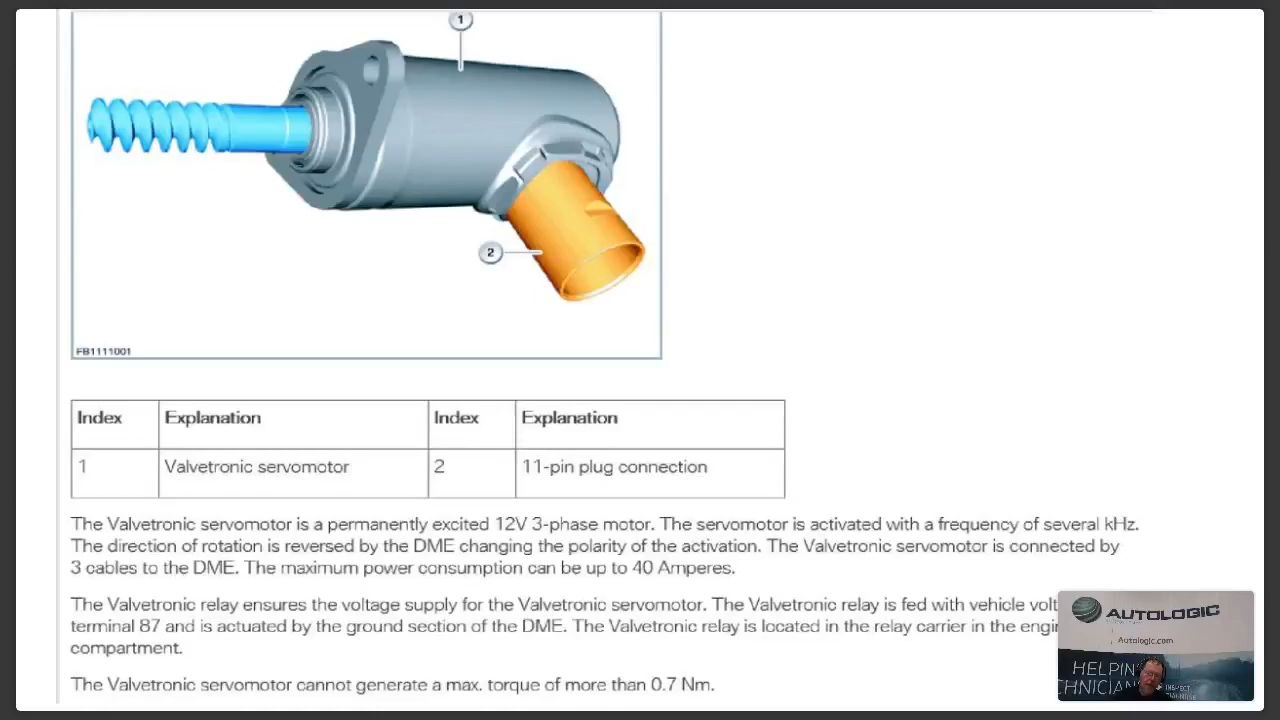 1
2
FB1111001
Index Explanation Index Explanation
1 Valvetronic servomotor 2 11-pin plug connection
The Valvetronic servomotor is a permanently excited 12V 3-phase motor. The servomotor is activated with a frequency of several kHz.
The direction of rotation is reversed by the DME changing the polarity of the activation. The Valvetronic servomotor is connected by
3 cables to the DME. The maximum power consumption can be up to 40 Amperes.
The Valvetronic relay ensures the voltage supply for the Valvetronic servomotor. The Valvetronic relay is fed with vehicle volt
terminal 87 and is actuated by the ground section of the DME. The Valvetronic relay is located in the relay carrier in the engin
compartment.
The Valvetronic servomotor cannot generate a max. torque of more than 0.7 Nm.
AUTOLOGIC
Autologic.com
HELPIN'
CHNICIAN